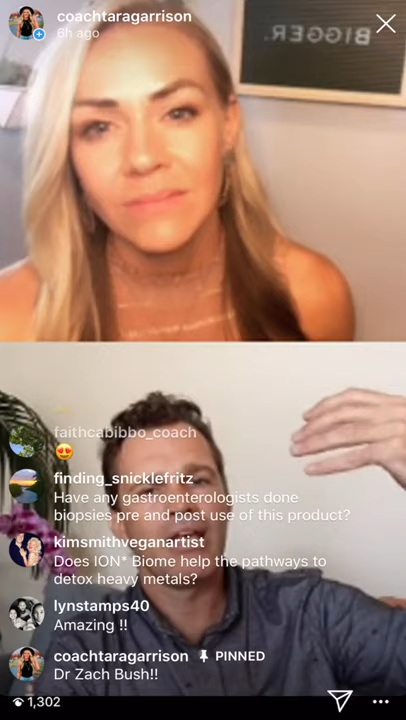 coachtaragarrison
6h ago
BIGGER.
faithcabibbo_coach
😍
finding_snicklefritz
Have any gastroenterologists done
biopsies pre and post use of this product?
kimsmithveganartist
Does ION* Biome help the pathways to
detox heavy metals?
lynstamps40
Amazing !!
coachtaragarrison PINNED
Dr Zach Bush!!
1,302